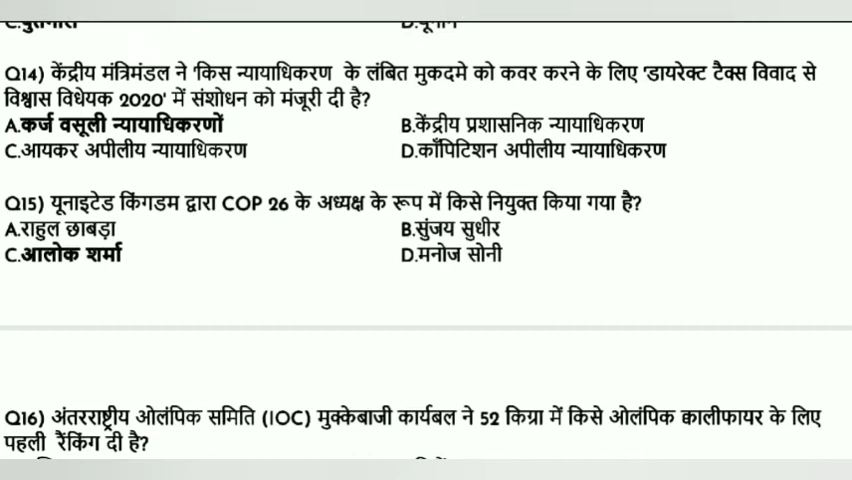 Q14) केंद्रीय मंत्रिमंडल ने 'किस न्यायाधिकरण के लंबित मुकदमे को कवर करने के लिए 'डायरेक्ट टैक्स विवाद से
विश्वास विधेयक 2020' में संशोधन को मंजूरी दी है?
A.कर्ज वसूली न्यायाधिकरणों B.केंद्रीय प्रशासनिक न्यायाधिकरण
C.आयकर अपीलीय न्यायाधिकरण D.कॉंपिटिशन अपीलीय न्यायाधिकरण
Q15) यूनाइटेड किंगडम द्वारा COP 26 के अध्यक्ष के रूप में किसे नियुक्त किया गया है?
A.राहुल छाबड़ा B.सुंजय सुधीर
C.आलोक शर्मा D.मनोज सोनी
Q16) अंतरराष्ट्रीय ओलंपिक समिति (IOC) मुक्केबाजी कार्यबल ने 52 किग्रा में किसे ओलंपिक क्वालीफायर के लिए
पहली रैंकिंग दी है?